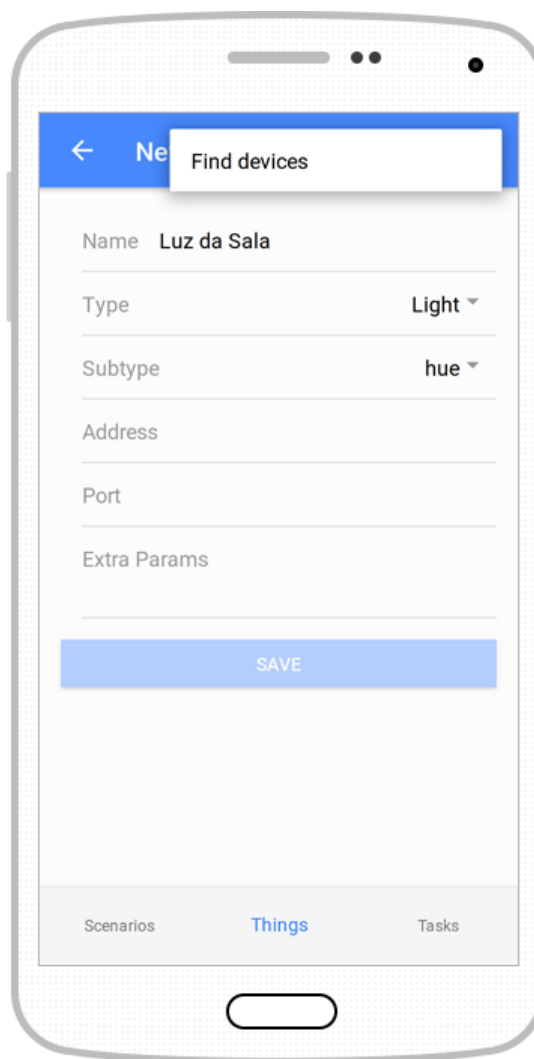 Ne
Find devices
Name Luz da Sala
Type Light
Subtype hue
Address
Port
Extra Params
SAVE
Scenarios Things Tasks